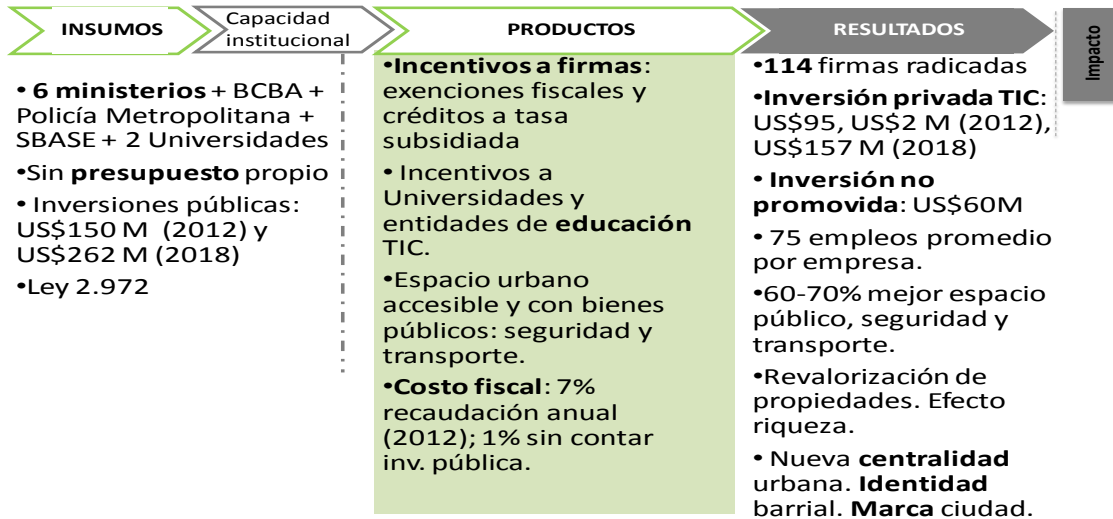 INSUMOS
Capacidad
institucional
PRODUCTOS
RESULTADOS
Impacto
• 6 ministerios + BCBA +
Policía Metropolitana +
SBASE + 2 Universidades
•Sin presupuesto propio
• Inversiones públicas:
US$150 M (2012) y
US$262 M (2018)
•Ley 2.972
•Incentivos a firmas:
exenciones fiscales y
créditos a tasa
subsidiada
• Incentivos a
Universidades y
entidades de educación
TIC.
•Espacio urbano
accesible y con bienes
públicos: seguridad y
transporte.
•Costo fiscal: 7%
recaudación anual
(2012); 1% sin contar
inv. pública.
•114 firmas radicadas
•Inversión privada TIC:
US$95, US$2 M (2012),
US$157 M (2018)
• Inversión no
promovida: US$60M
• 75 empleos promedio
por empresa.
•60-70% mejor espacio
público, seguridad y
transporte.
•Revalorización de
propiedades. Efecto
riqueza.
• Nueva centralidad
urbana. Identidad
barrial. Marca ciudad.